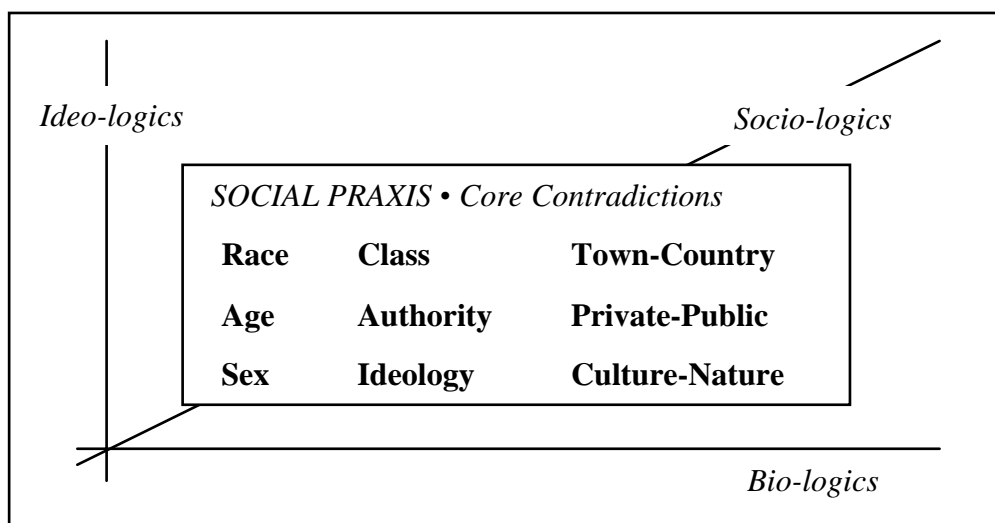 Ideo-logics
Socio-logics
SOCIAL PRAXIS • Core Contradictions
Race Class Town-Country
Age Authority Private-Public
Sex Ideology Culture-Nature
Bio-logics